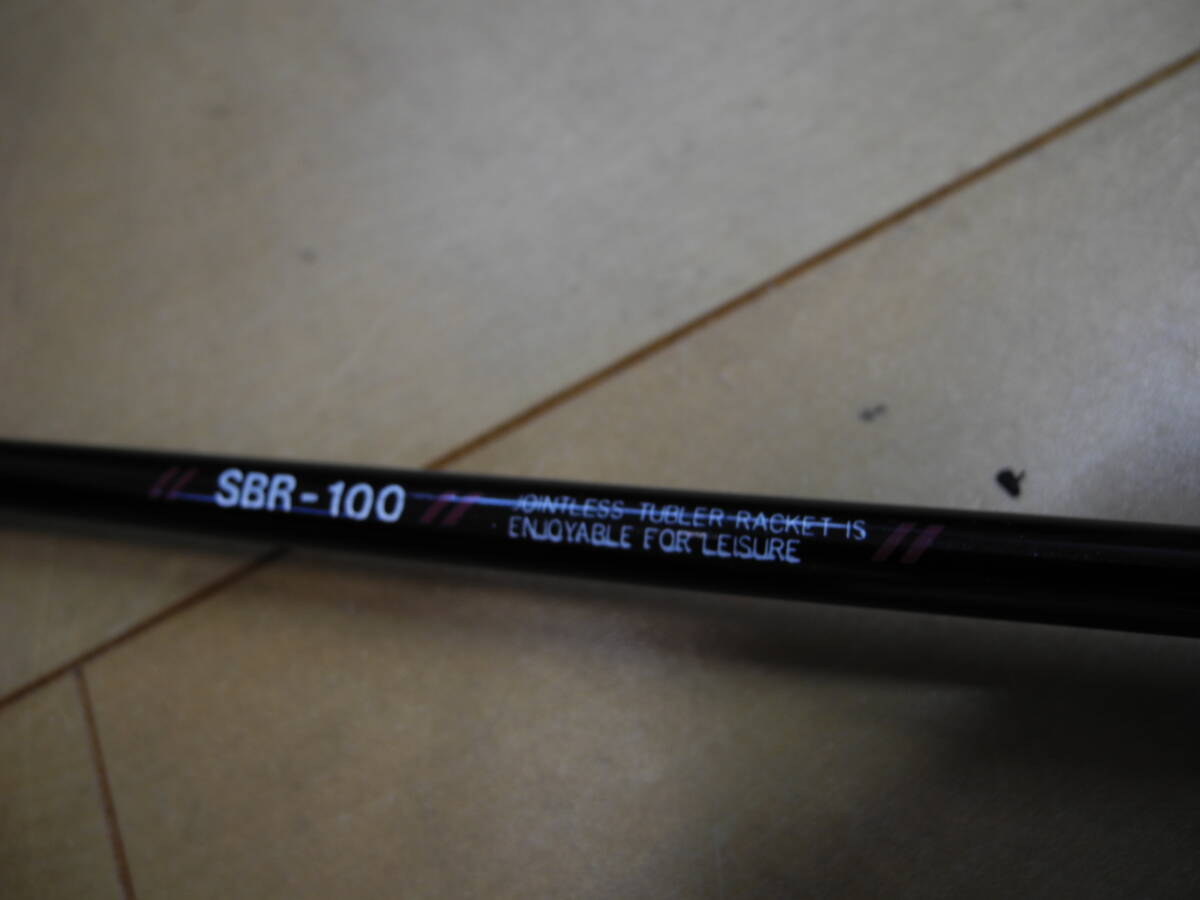 SBR-100
JOINTLESS TUBLER RACKET IS
ENJOYABLE FOR LEISURE